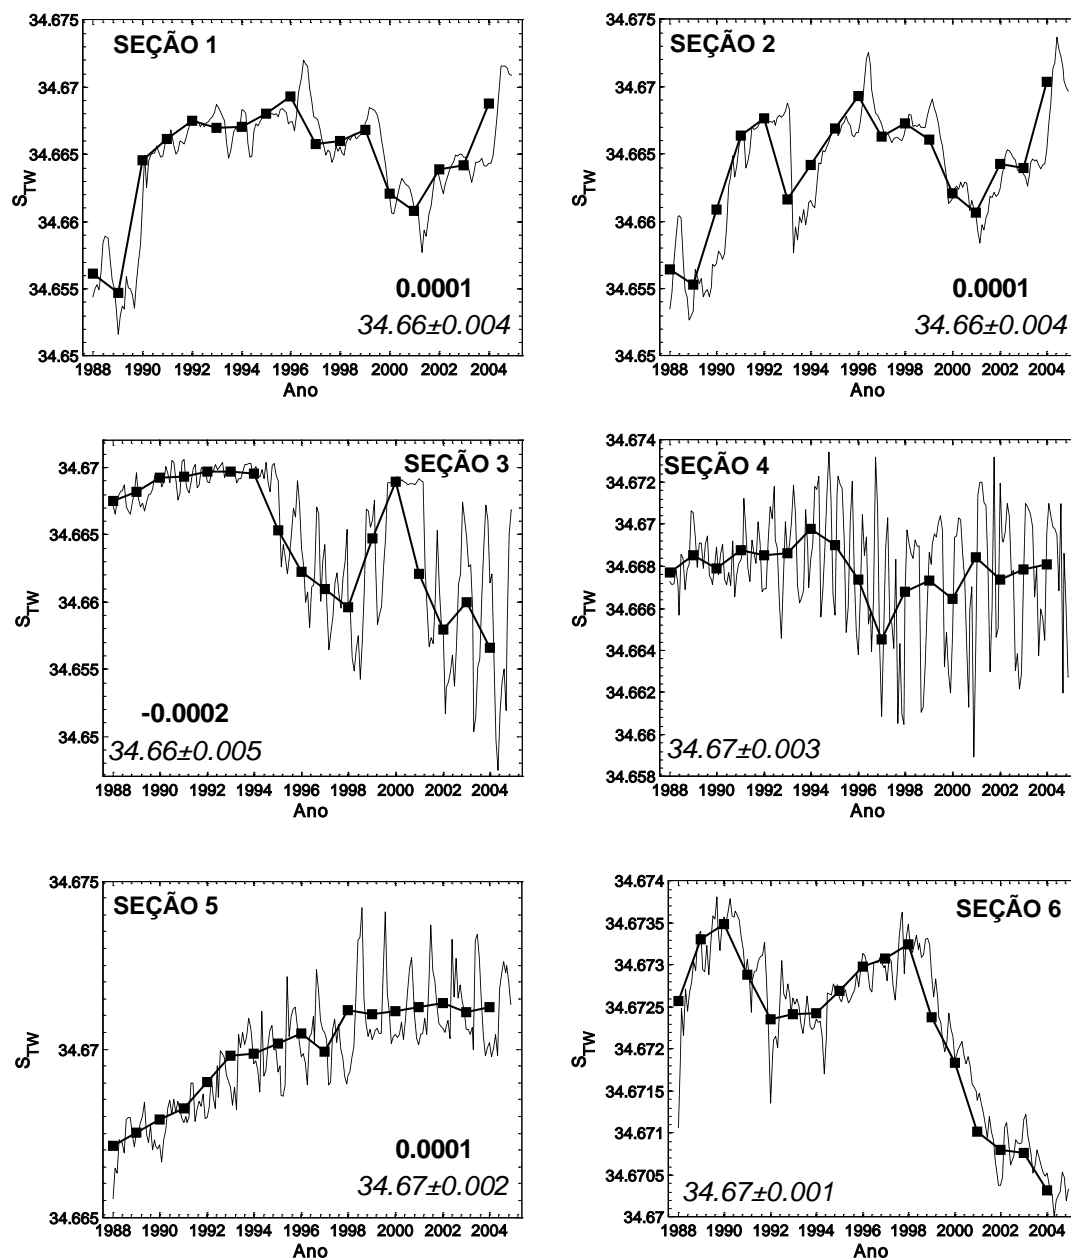 SEÇÃO 1
34.675
34.67
34.665
34.66
34.655
34.65
S_TW
0.0001
34.66±0.004
1988 1990 1992 1994 1996 1998 2000 2002 2004
Ano
SEÇÃO 2
34.675
34.67
34.665
34.66
34.655
34.65
S_TW
0.0001
34.66±0.004
1988 1990 1992 1994 1996 1998 2000 2002 2004
Ano
SEÇÃO 3
34.67
34.665
34.66
34.655
34.65
S_TW
-0.0002
34.66±0.005
1988 1990 1992 1994 1996 1998 2000 2002 2004
Ano
SEÇÃO 4
34.674
34.672
34.67
34.668
34.666
34.664
34.662
34.66
34.658
S_TW
34.67±0.003
1988 1990 1992 1994 1996 1998 2000 2002 2004
Ano
SEÇÃO 5
34.675
34.67
34.665
S_TW
0.0001
34.67±0.002
1988 1990 1992 1994 1996 1998 2000 2002 2004
Ano
SEÇÃO 6
34.674
34.6735
34.673
34.6725
34.672
34.6715
34.671
34.6705
34.67
S_TW
34.67±0.001
1988 1990 1992 1994 1996 1998 2000 2002 2004
Ano